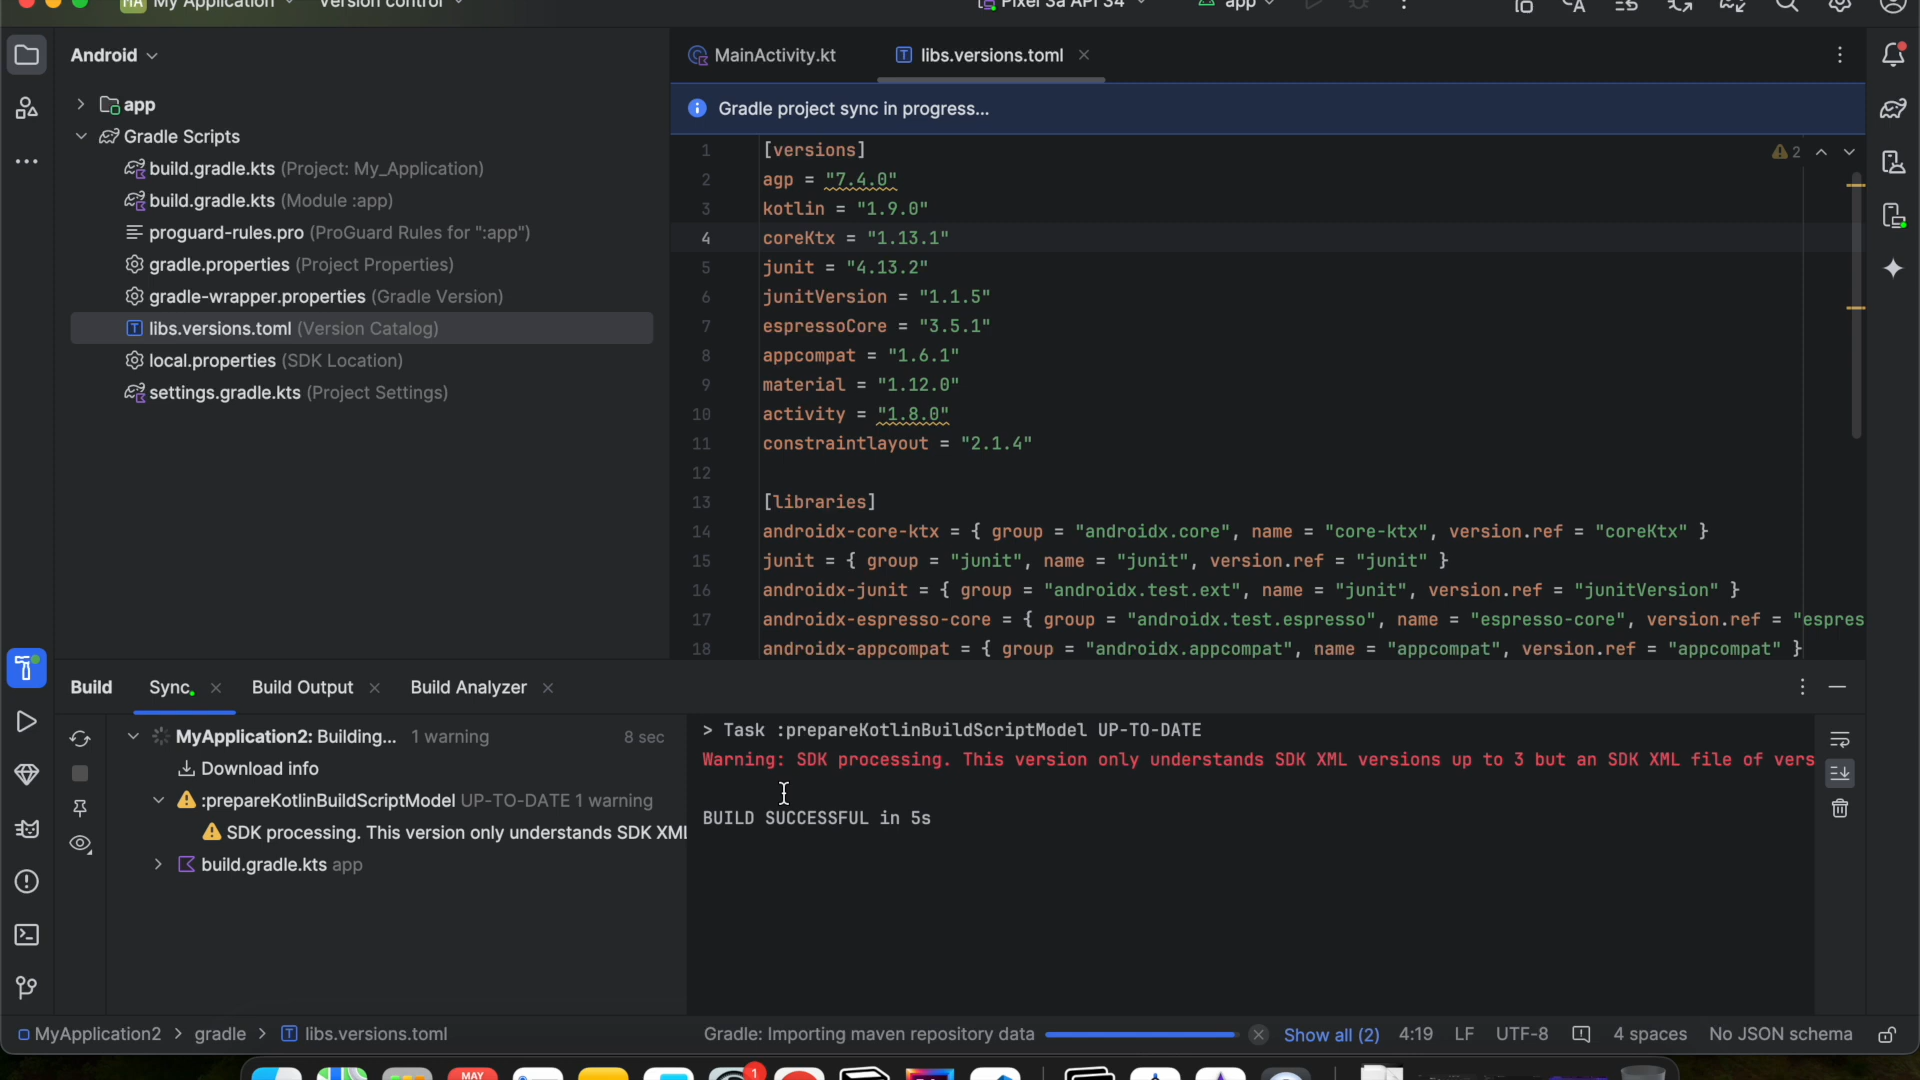 MA My Application Version control Pixel 3a API 34 app
Android
MainActivity.kt
libs.versions.toml
app
Gradle Scripts
build.gradle.kts (Project: My_Application)
build.gradle.kts (Module :app)
proguard-rules.pro (ProGuard Rules for ":app")
gradle.properties (Project Properties)
gradle-wrapper.properties (Gradle Version)
libs.versions.toml (Version Catalog)
local.properties (SDK Location)
settings.gradle.kts (Project Settings)
Gradle project sync in progress...
2
1 [versions]
2 agp = "7.4.0"
3 kotlin = "1.9.0"
4 coreKtx = "1.13.1"
5 junit = "4.13.2"
6 junitVersion = "1.1.5"
7 espressoCore = "3.5.1"
8 appcompat = "1.6.1"
9 material = "1.12.0"
10 activity = "1.8.0"
11 constraintlayout = "2.1.4"
12
13 [libraries]
14 androidx-core-ktx = { group = "androidx.core", name = "core-ktx", version.ref = "coreKtx" }
15 junit = { group = "junit", name = "junit", version.ref = "junit" }
16 androidx-junit = { group = "androidx.test.ext", name = "junit", version.ref = "junitVersion" }
17 androidx-espresso-core = { group = "androidx.test.espresso", name = "espresso-core", version.ref = "espres
18 androidx-appcompat = { group = "androidx.appcompat", name = "appcompat", version.ref = "appcompat" }
Build Sync Build Output Build Analyzer
MyApplication2: Building... 1 warning 8 sec
Download info
:prepareKotlinBuildScriptModel UP-TO-DATE 1 warning
SDK processing. This version only understands SDK XML
build.gradle.kts app
> Task :prepareKotlinBuildScriptModel UP-TO-DATE
Warning: SDK processing. This version only understands SDK XML versions up to 3 but an SDK XML file of vers
BUILD SUCCESSFUL in 5s
MyApplication2 > gradle > libs.versions.toml
Gradle: Importing maven repository data Show all (2) 4:19 LF UTF-8 4 spaces No JSON schema
MAY 1